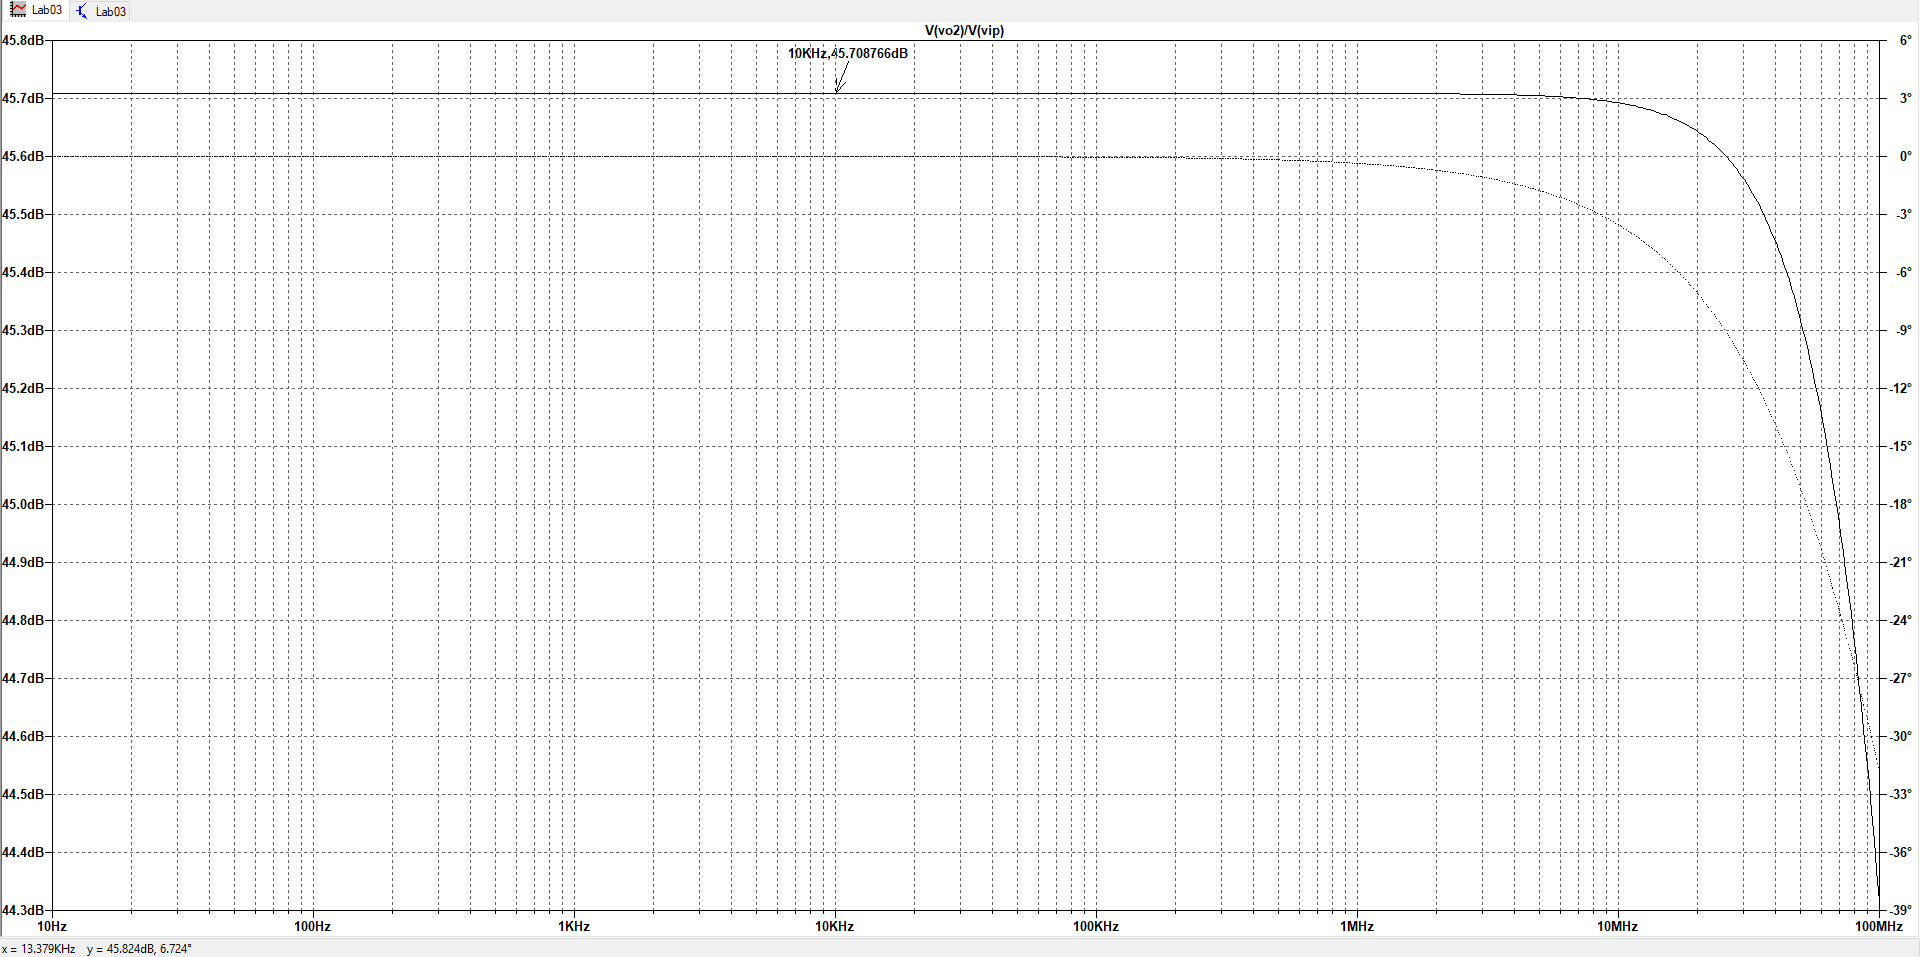 Lab03 Lab03
V(vo2)/V(vip)
45.8dB 6°
10KHz,45.708766dB
45.7dB 3°
45.6dB 0°
45.5dB -3°
45.4dB -6°
45.3dB -9°
45.2dB -12°
45.1dB -15°
45.0dB -18°
44.9dB -21°
44.8dB -24°
44.7dB -27°
44.6dB -30°
44.5dB -33°
44.4dB -36°
44.3dB -39°
10Hz 100Hz 1KHz 10KHz 100KHz 1MHz 10MHz 100MHz
x = 13.379KHz y = 45.824dB, 6.724°